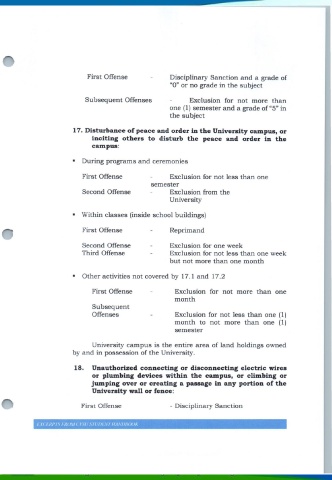 First Offense - Disciplinary Sanction and a grade of
"0" or no grade in the subject
Subsequent Offenses - Exclusion for not more than
one (1) semester and a grade of "5" in
the subject
17. Disturbance of peace and order in the University campus, or
inciting others to disturb the peace and order in the
campus:
• During programs and ceremonies
First Offense - Exclusion for not less than one
semester
Second Offense - Exclusion from the
University
• Within classes (inside school buildings)
First Offense - Reprimand
Second Offense - Exclusion for one week
Third Offense - Exclusion for not less than one week
but not more than one month
• Other activities not covered by 17.1 and 17.2
First Offense - Exclusion for not more than one
month
Subsequent
Offenses - Exclusion for not less than one (1)
month to not more than one (1)
semester
University campus is the entire area of land holdings owned
by and in possession of the University.
18. Unauthorized connecting or disconnecting electric wires
or plumbing devices within the campus, or climbing or
jumping over or creating a passage in any portion of the
University wall or fence:
First Offense - Disciplinary Sanction
EXCERPTS FROM THE STUDENT HANDBOOK